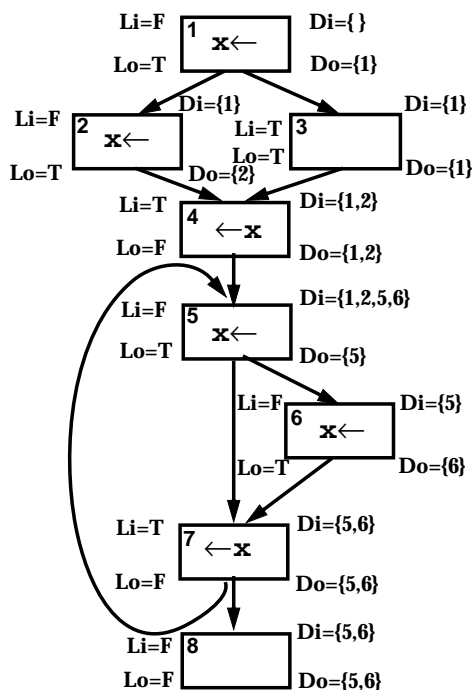 Li=F 1 Di={ }
x←
Lo=T Do={1}
Li=F 2 Di={1} Li=T 3 Di={1}
x← Lo=T
Lo=T Do={2} Do={1}
Li=T 4 Di={1,2}
←x
Lo=F Do={1,2}
Li=F 5 Di={1,2,5,6}
x←
Lo=T Do={5}
Li=F 6 Di={5}
x←
Lo=T Do={6}
Li=T 7 Di={5,6}
←x
Lo=F Do={5,6}
Li=F 8 Di={5,6}
Lo=F Do={5,6}